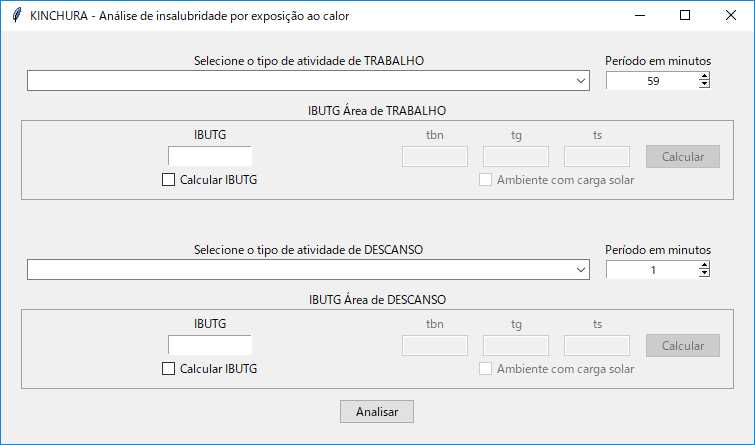 KINCHURA - Análise de insalubridade por exposição ao calor
Selecione o tipo de atividade de TRABALHO
Período em minutos
59
IBUTG Área de TRABALHO
IBUTG
tbn
tg
ts
Calcular
Calcular IBUTG
Ambiente com carga solar
Selecione o tipo de atividade de DESCANSO
Período em minutos
1
IBUTG Área de DESCANSO
IBUTG
tbn
tg
ts
Calcular
Calcular IBUTG
Ambiente com carga solar
Analisar